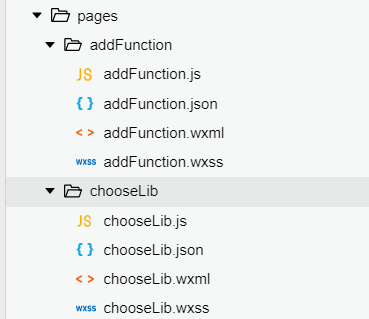 pages
addFunction
JS addFunction.js
{ } addFunction.json
< > addFunction.wxml
wxss addFunction.wxss
chooseLib
JS chooseLib.js
{ } chooseLib.json
< > chooseLib.wxml
wxss chooseLib.wxss